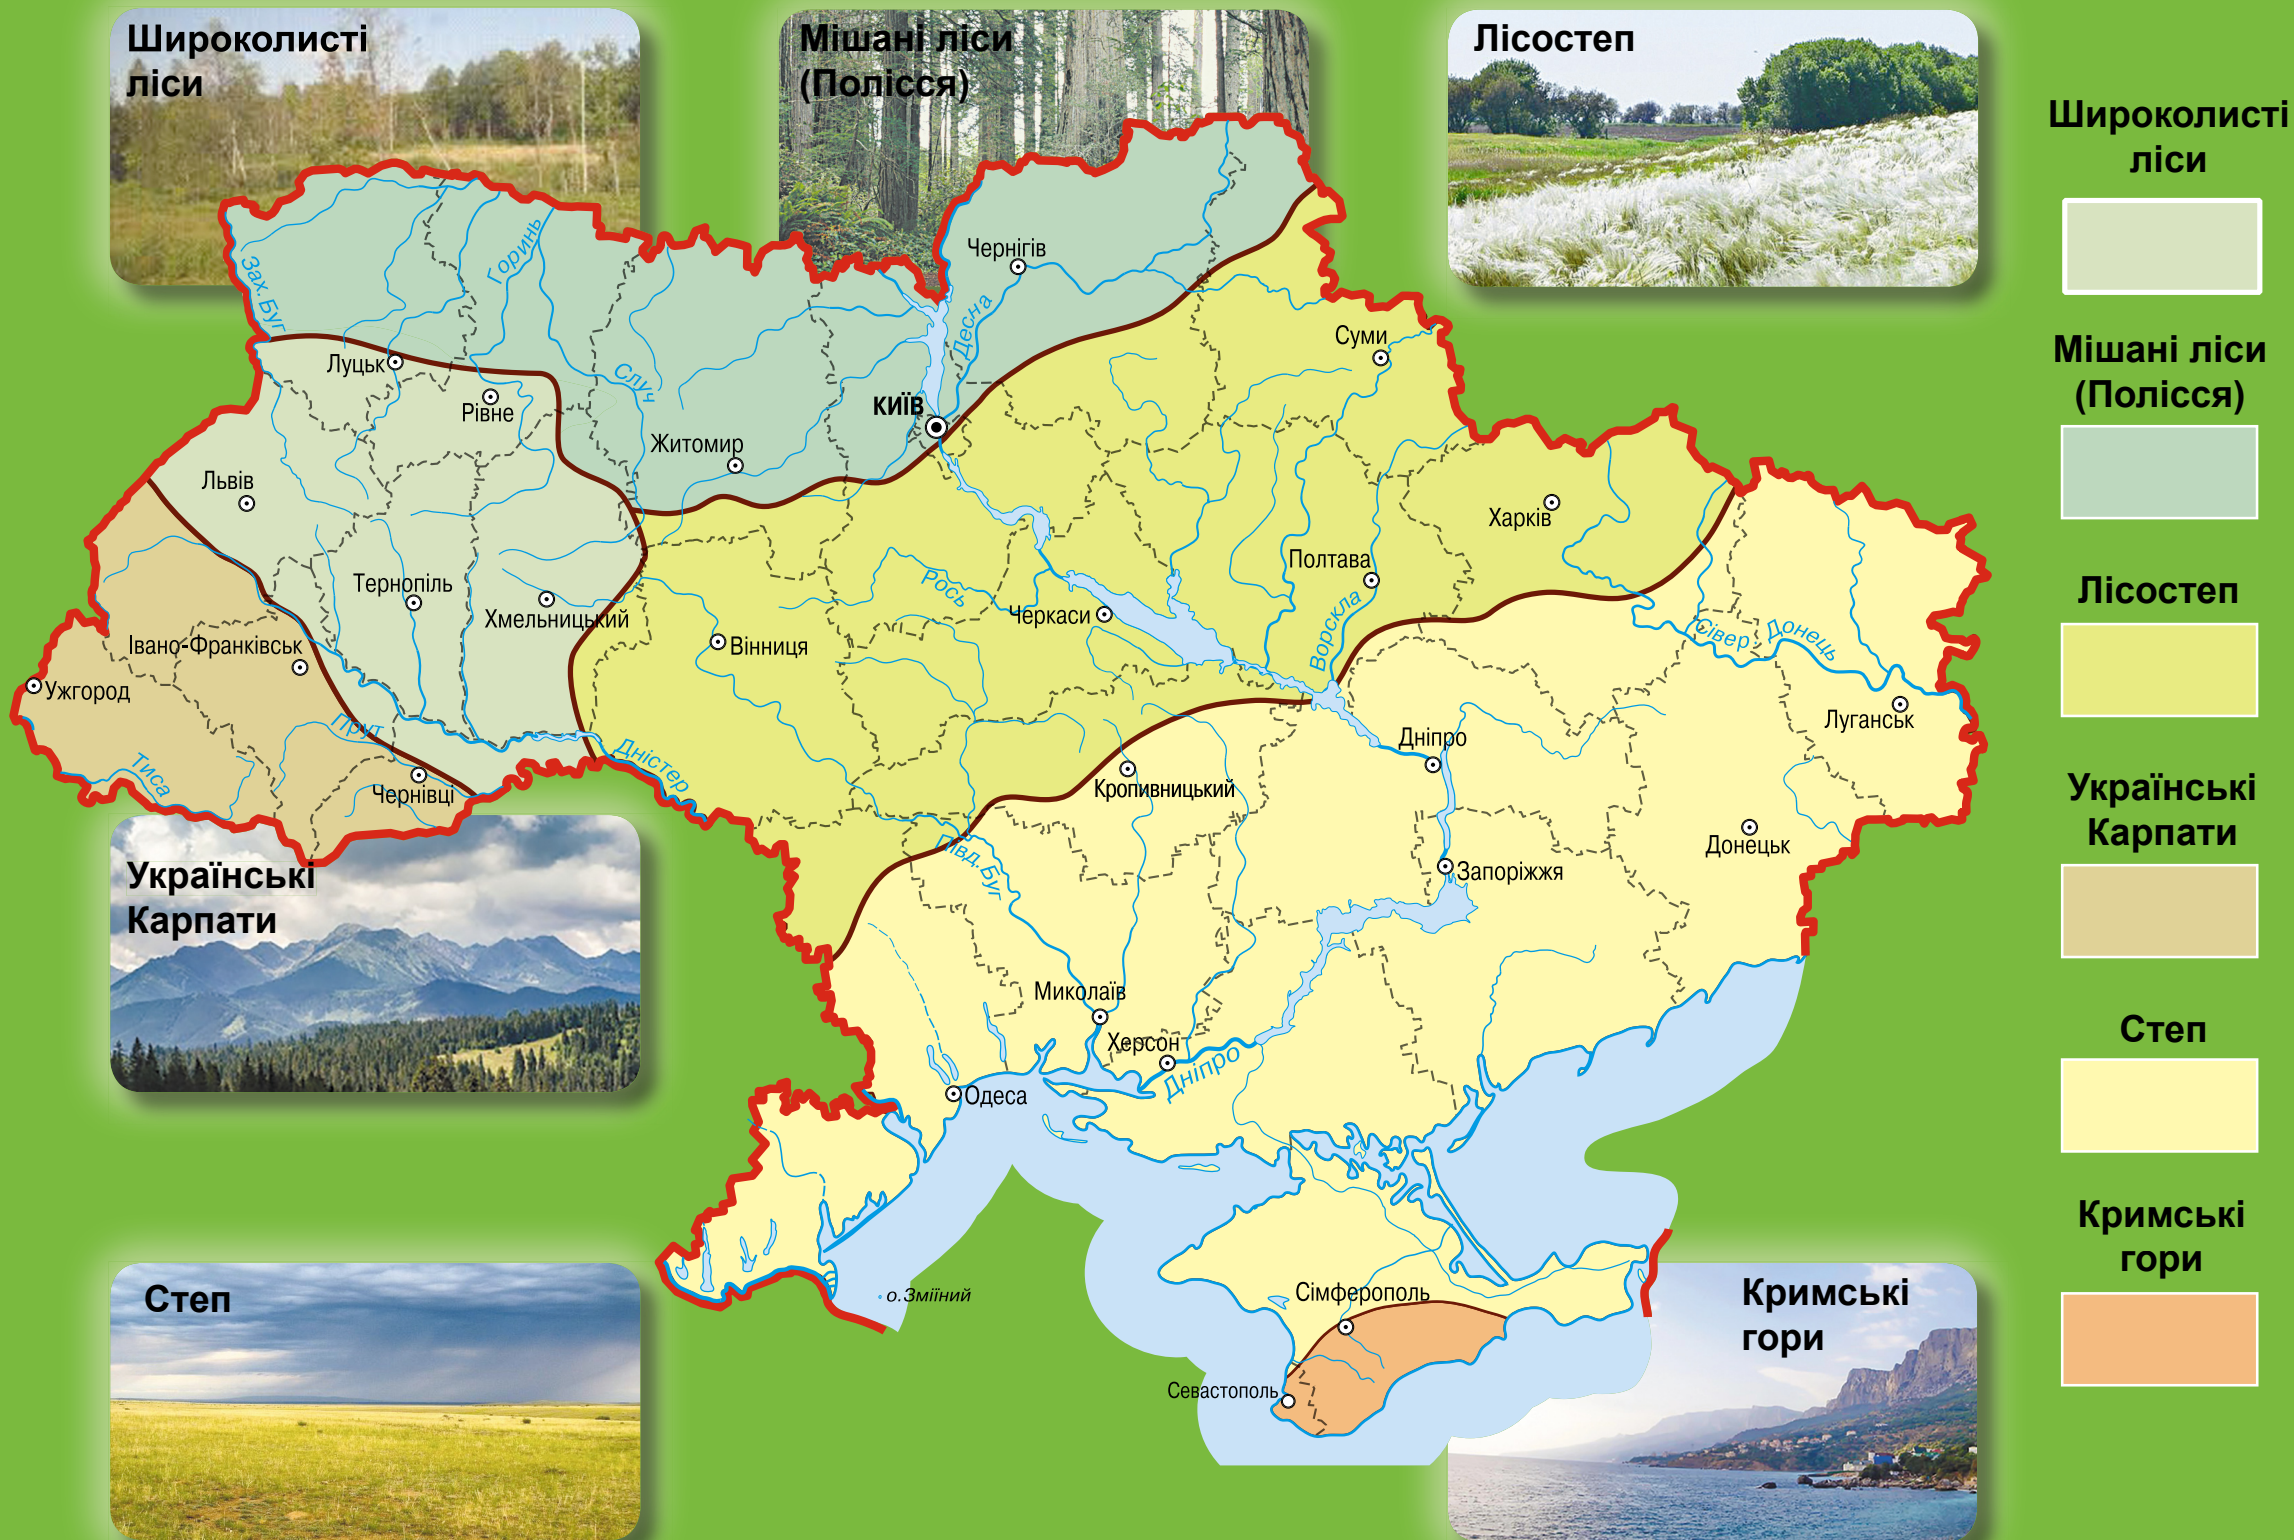 Широколисті
ліси
Мішані ліси
(Полісся)
Лісостеп
Широколисті
ліси
Мішані ліси
(Полісся)
Лісостеп
Українські
Карпати
Степ
Кримські
гори
Чернігів
Горинь
Зах. Буг
Десна
Суми
Луцьк
Случ
Рівне
КИЇВ
Житомир
Львів
Харків
Полтава
Тернопіль
Рось
Хмельницький
Черкаси
Ворскла
Сівер. Донець
Івано-Франківськ
Вінниця
Ужгород
Луганськ
Прут
Дністер
Дніпро
Тиса
Чернівці
Кропивницький
Півд. Буг
Донецьк
Запоріжжя
Українські
Карпати
Миколаїв
Херсон
Дніпро
Одеса
о.Зміїний
Сімферополь
Севастополь
Степ
Кримські
гори